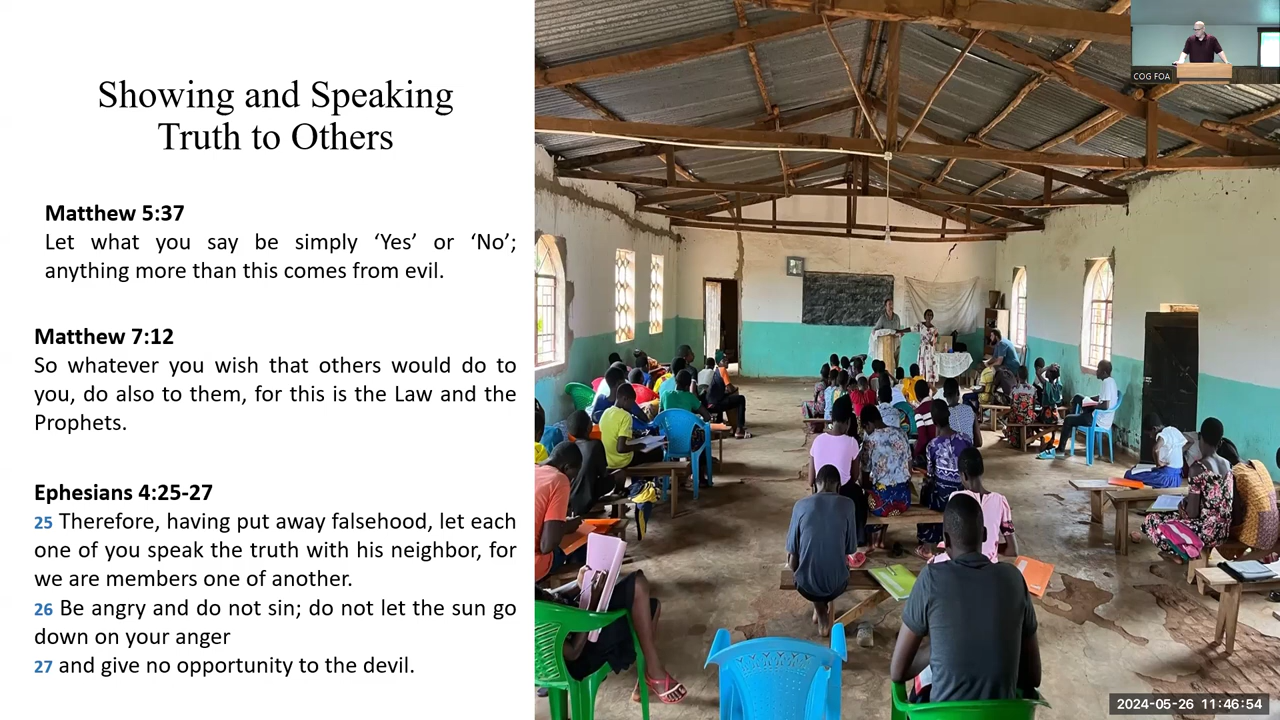 Showing and Speaking
Truth to Others
Matthew 5:37
Let what you say be simply ‘Yes’ or ‘No’;
anything more than this comes from evil.
Matthew 7:12
So whatever you wish that others would do to
you, do also to them, for this is the Law and the
Prophets.
Ephesians 4:25-27
25 Therefore, having put away falsehood, let each
one of you speak the truth with his neighbor, for
we are members one of another.
26 Be angry and do not sin; do not let the sun go
down on your anger
27 and give no opportunity to the devil.
COG FOA
2024-05-26 11:46:54